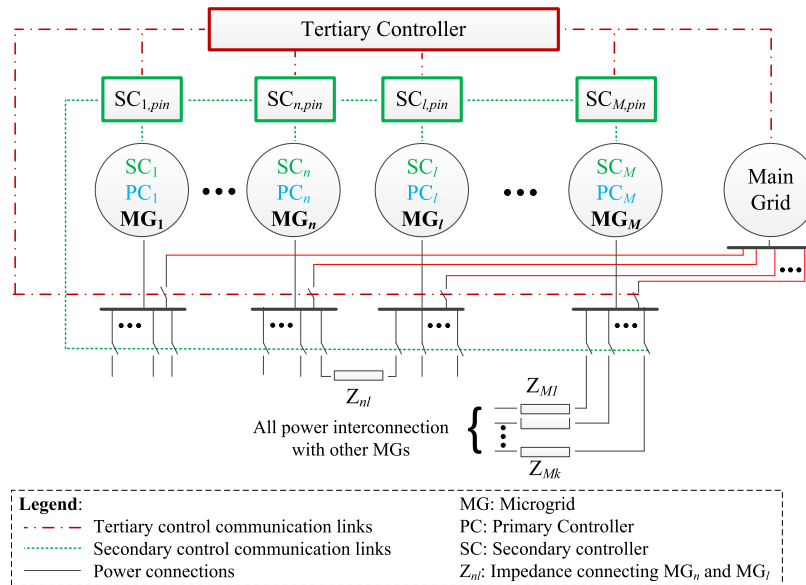 Tertiary Controller
SC1,pin
SCn,pin
SCl,pin
SCM,pin
SC1
PC1
MG1
SCn
PCn
MGn
SCl
PCl
MGl
SCM
PCM
MGM
Main
Grid
Znl
ZM1
All power interconnection
with other MGs
ZMk
Legend:
Tertiary control communication links
Secondary control communication links
Power connections
MG: Microgrid
PC: Primary Controller
SC: Secondary controller
Znl: Impedance connecting MGn and MGl